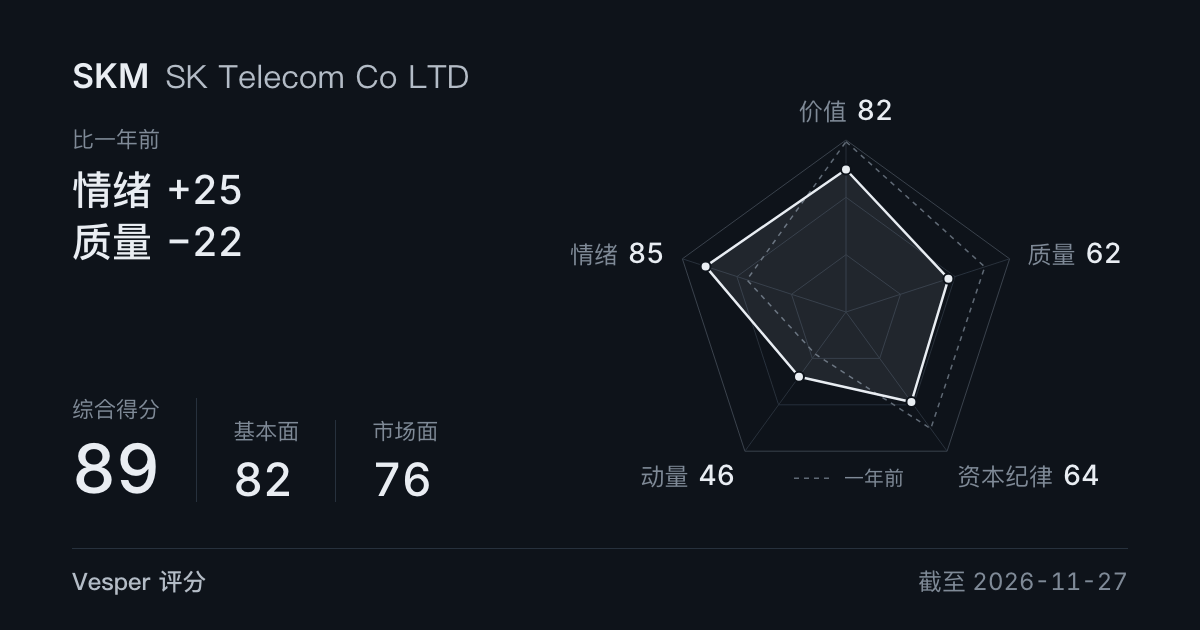 SKM SK Telecom Co LTD
比一年前
情绪 +25
质量 −22
价值 82
情绪 85
质量 62
动量 46
一年前
资本纪律 64
综合得分
89
基本面
82
市场面
76
Vesper 评分
截至 2026-11-27